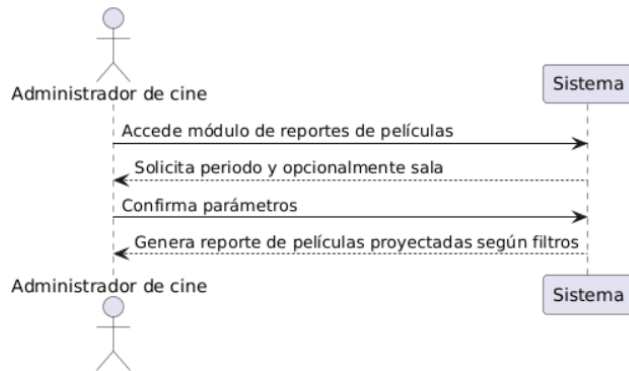 Administrador de cine
Sistema
Accede módulo de reportes de películas
Solicita periodo y opcionalmente sala
Confirma parámetros
Genera reporte de películas proyectadas según filtros
Administrador de cine
Sistema